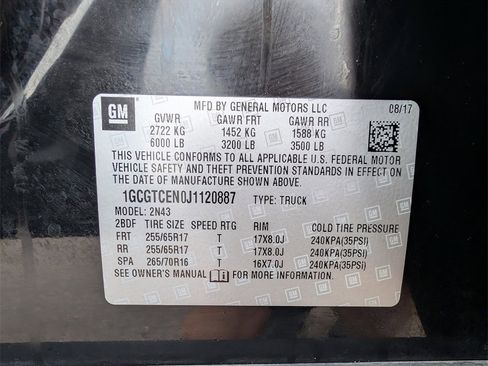 GM
MFD BY GENERAL MOTORS LLC
08/17
GVWR GAWR FRT GAWR RR
2722 KG 1452 KG 1588 KG
6000 LB 3200 LB 3500 LB
THIS VEHICLE CONFORMS TO ALL APPLICABLE U.S. FEDERAL MOTOR
VEHICLE SAFETY AND THEFT PREVENTION STANDARDS IN EFFECT ON
THE DATE OF MANUFACTURE SHOWN ABOVE.
1GCGTCEN0J1120887 TYPE: TRUCK
MODEL: 2N43
2BDF TIRE SIZE SPEED RTG RIM COLD TIRE PRESSURE
FRT 255/65R17 T 17X8.0J 240KPA(35PSI)
RR 255/65R17 T 17X8.0J 240KPA(35PSI)
SPA 265/70R16 T 16X7.0J 240KPA(35PSI)
SEE OWNER'S MANUAL FOR MORE INFORMATION.